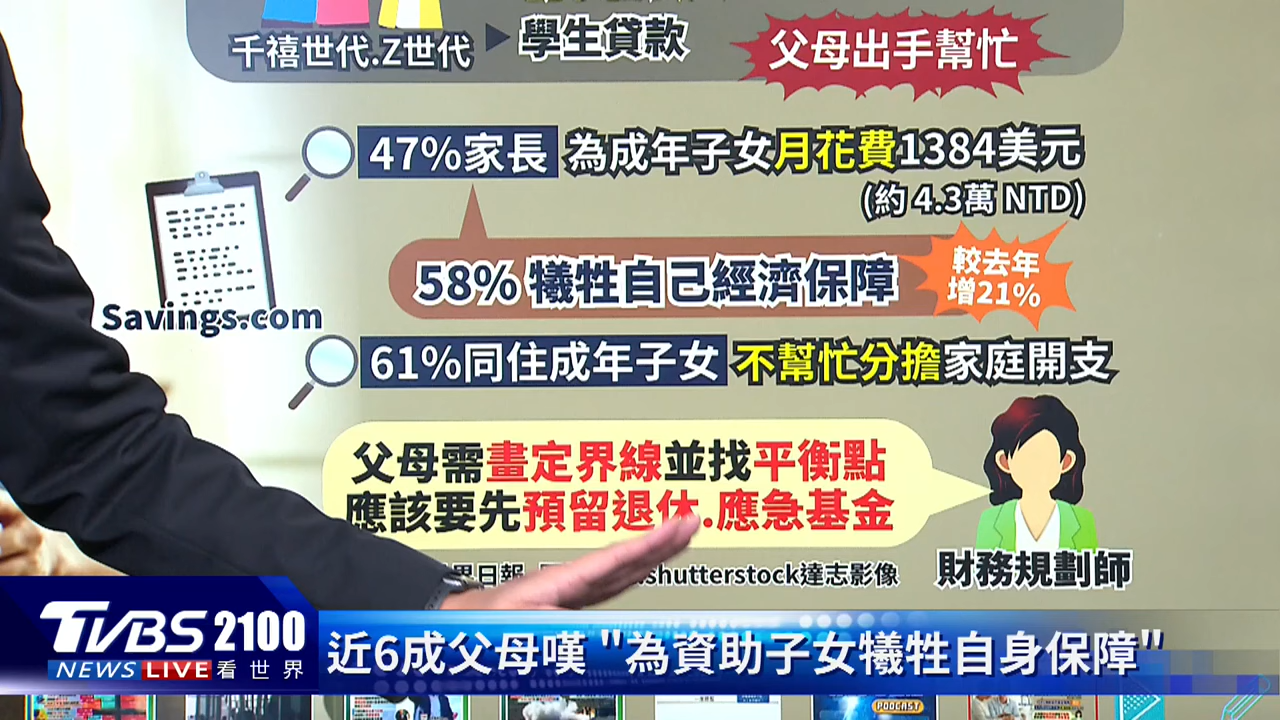 千禧世代.Z世代
學生貸款
父母出手幫忙
47%家長 為成年子女月花費1384美元
(約 4.3萬 NTD)
58% 犧牲自己經濟保障
較去年
增21%
Savings.com
61%同住成年子女 不幫忙分擔家庭開支
父母需畫定界線並找平衡點
應該要先預留退休.應急基金
財務規劃師
界日報
shutterstock達志影像
TVBS 2100
NEWS LIVE 看世界
近6成父母嘆 "為資助子女犧牲自身保障"
PODCAST